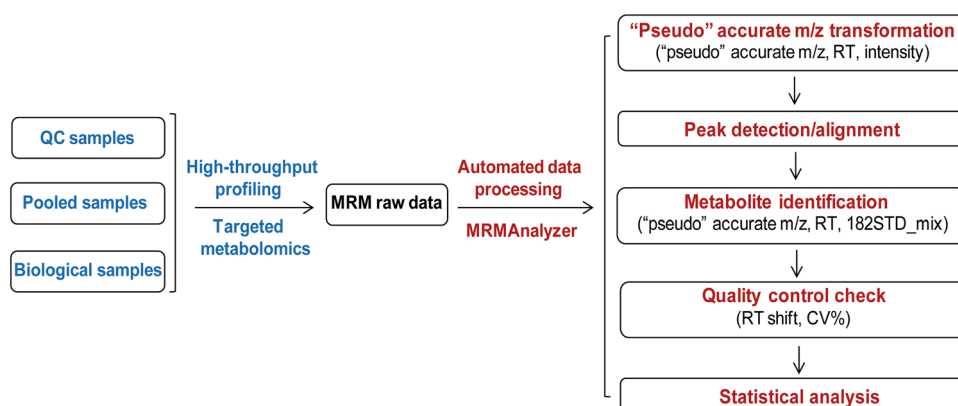 QC samples
Pooled samples
Biological samples
High-throughput
profiling
Targeted
metabolomics
MRM raw data
Automated data
processing
MRMAnalyzer
“Pseudo” accurate m/z transformation
(“pseudo” accurate m/z, RT, intensity)
Peak detection/alignment
Metabolite identification
(“pseudo” accurate m/z, RT, 182STD_mix)
Quality control check
(RT shift, CV%)
Statistical analysis